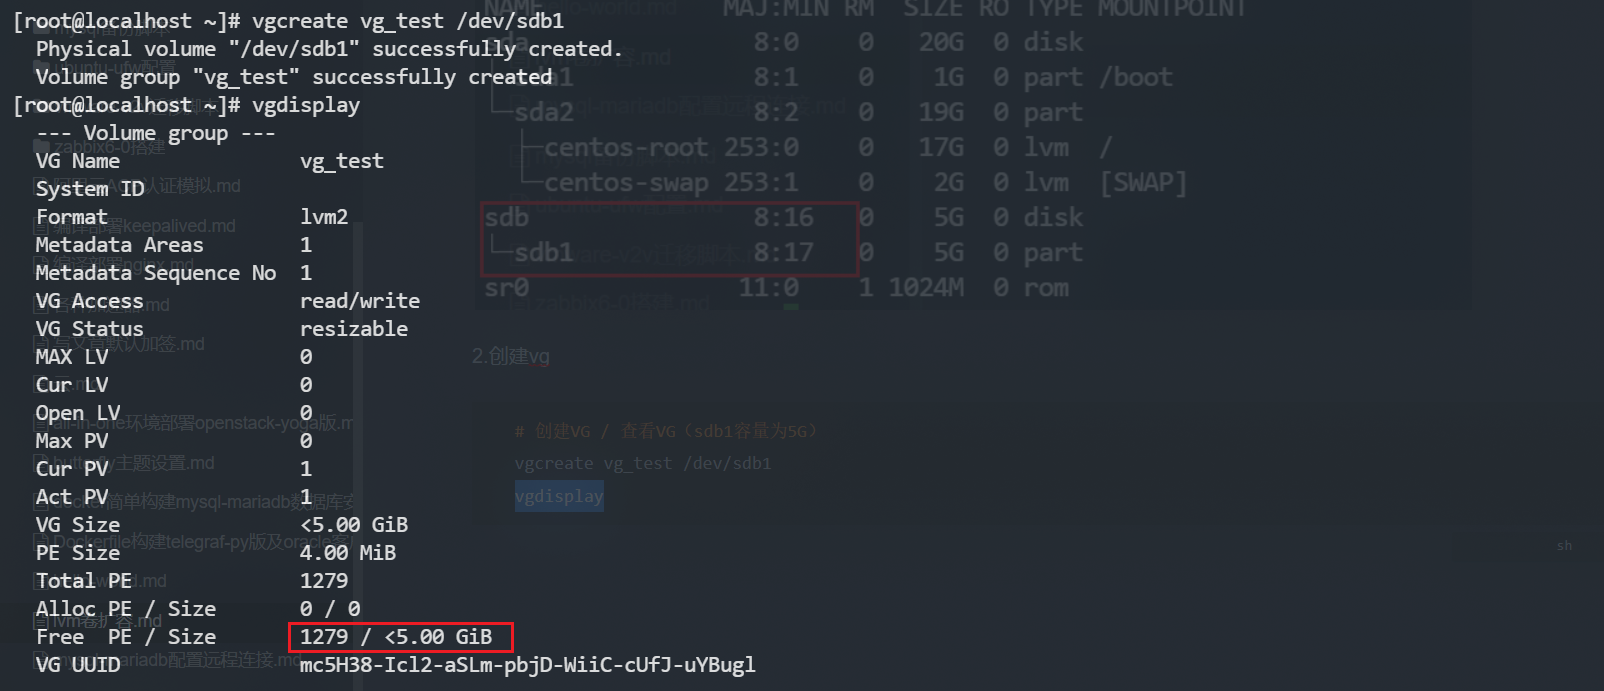 [root@localhost ~]# vgcreate vg_test /dev/sdb1
  Physical volume "/dev/sdb1" successfully created.
  Volume group "vg_test" successfully created
[root@localhost ~]# vgdisplay
  --- Volume group ---
  VG Name               vg_test
  System ID
  Format                lvm2
  Metadata Areas        1
  Metadata Sequence No  1
  VG Access             read/write
  VG Status             resizable
  MAX LV                0
  Cur LV                0
  Open LV               0
  Max PV                0
  Cur PV                1
  Act PV                1
  VG Size               <5.00 GiB
  PE Size               4.00 MiB
  Total PE              1279
  Alloc PE / Size       0 / 0
  Free  PE / Size       1279 / <5.00 GiB
  VG UUID               mc5H38-Icl2-aSLm-pbjD-WiiC-cUfJ-uYBugl
NAME MAJ:MIN RM SIZE RO TYPE MOUNTPOINT
sda 8:0 0 20G 0 disk
├─sda1 8:1 0 1G 0 part /boot
└─sda2 8:2 0 19G 0 part
  ├─centos-root 253:0 0 17G 0 lvm /
  └─centos-swap 253:1 0 2G 0 lvm [SWAP]
sdb 8:16 0 5G 0 disk
└─sdb1 8:17 0 5G 0 part
sr0 11:0 1 1024M 0 rom
2.创建vg
# 创建VG / 查看VG（sdb1容量为5G）
vgcreate vg_test /dev/sdb1
vgdisplay
sh